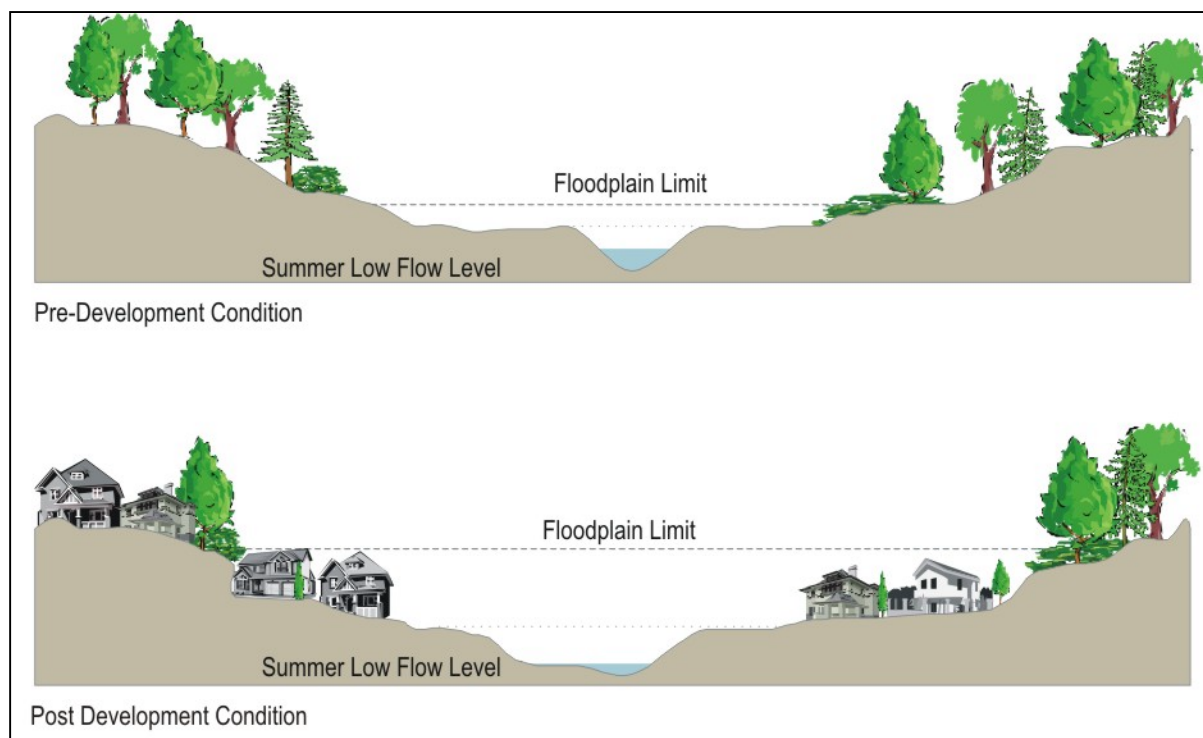 Floodplain Limit
Summer Low Flow Level
Pre-Development Condition
Floodplain Limit
Summer Low Flow Level
Post Development Condition